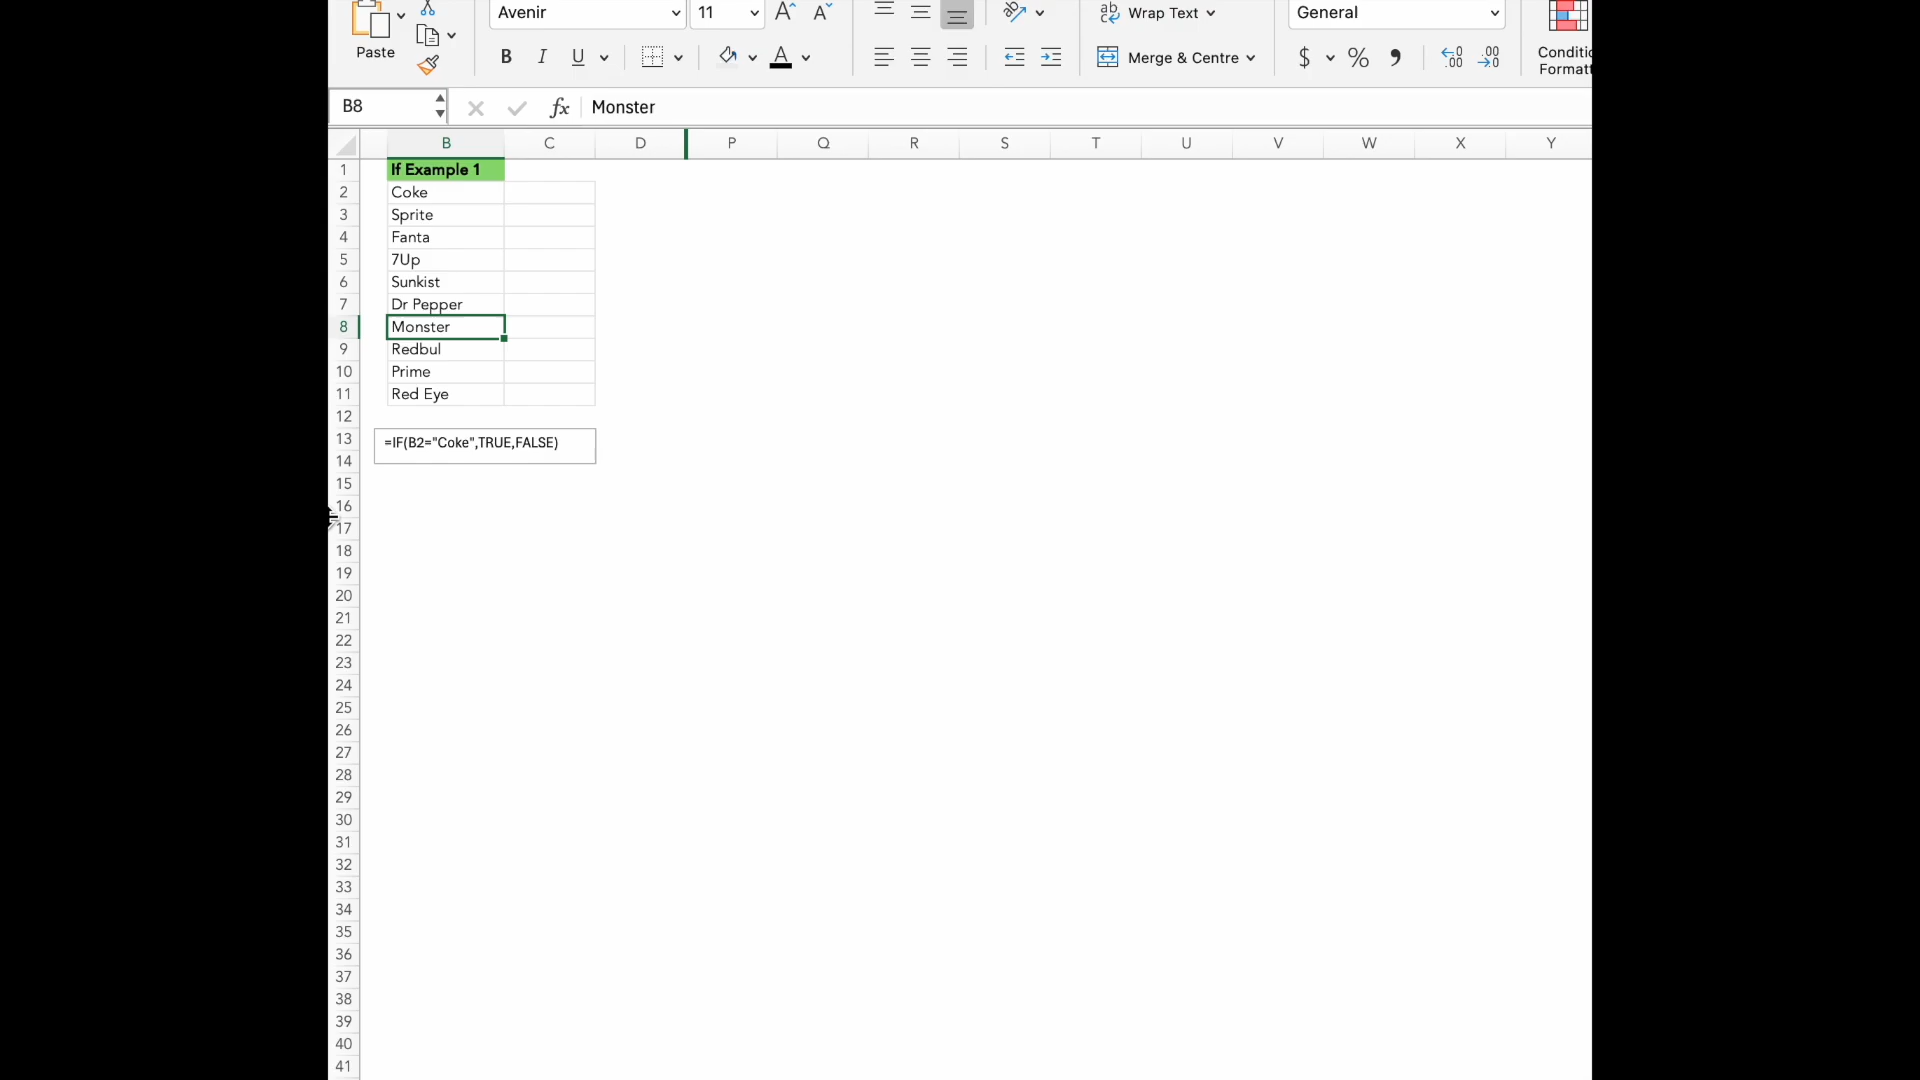 Avenir 11 Wrap Text General
Paste Merge & Centre $ %
B8 fx Monster
B C D P Q R S T U V W X Y
1 If Example 1
2 Coke
3 Sprite
4 Fanta
5 7Up
6 Sunkist
7 Dr Pepper
8 Monster
9 Redbul
10 Prime
11 Red Eye
12
13 =IF(B2="Coke",TRUE,FALSE)
14
15
16
17
18
19
20
21
22
23
24
25
26
27
28
29
30
31
32
33
34
35
36
37
38
39
40
41